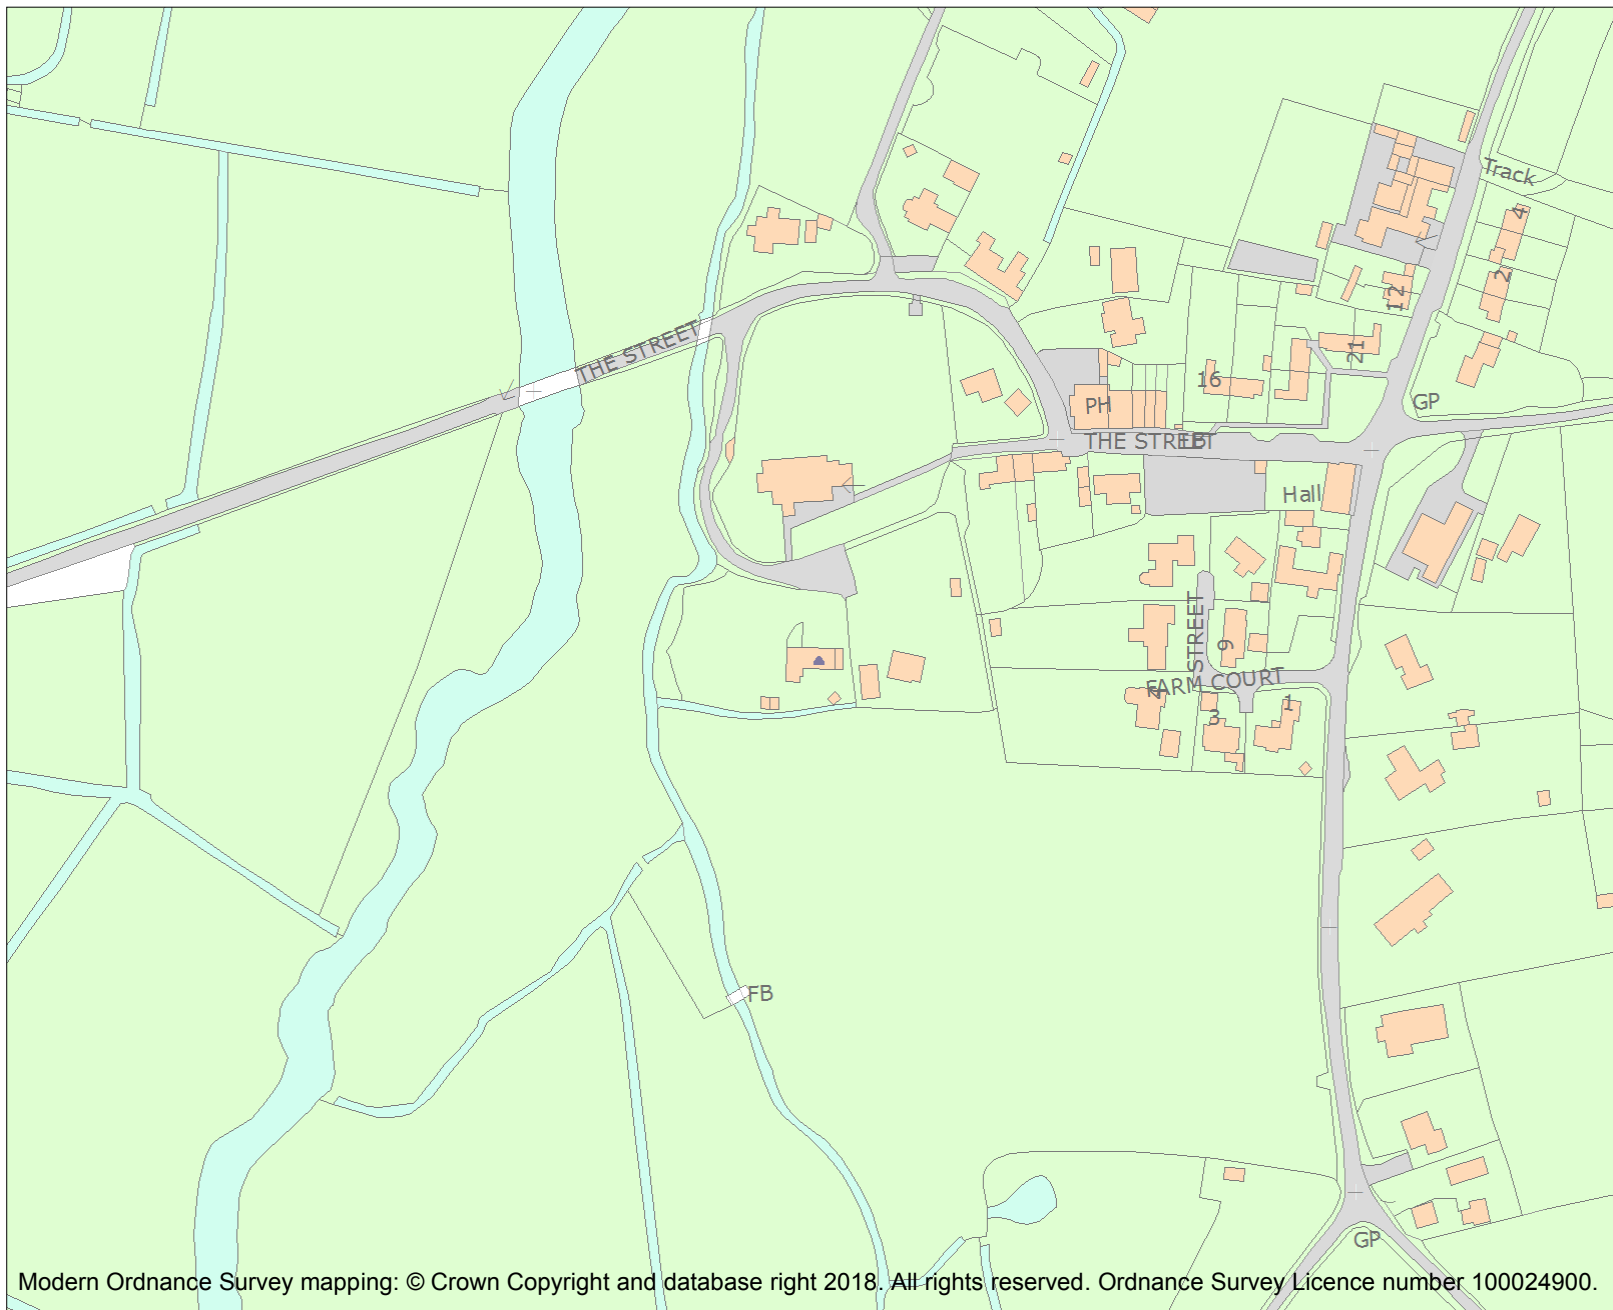 Track
4
2
12
THE STREET
21
16
GP
PH
THE STREET
Hall
STREET
9
FARM COURT
1
3
FB
GP
Modern Ordnance Survey mapping: © Crown Copyright and database right 2018. All rights reserved. Ordnance Survey Licence number 100024900.